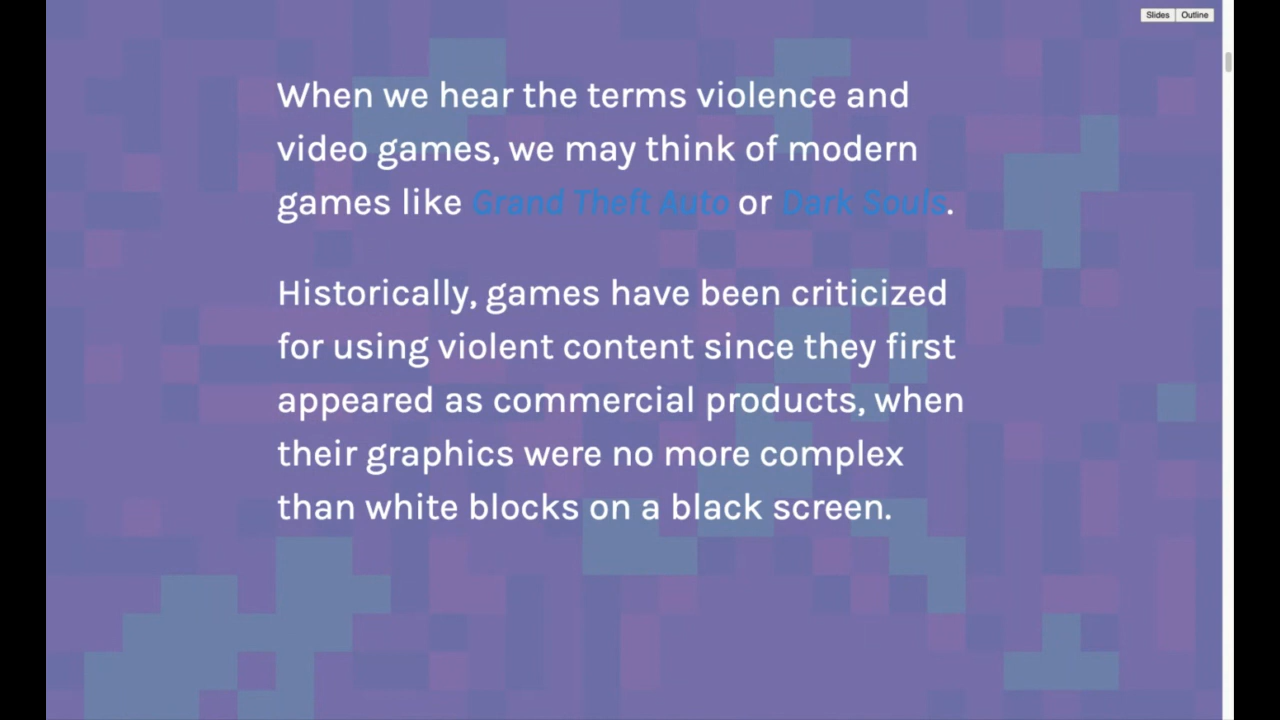 Slides Outline
When we hear the terms violence and
video games, we may think of modern
games like Grand Theft Auto or Dark Souls.
Historically, games have been criticized
for using violent content since they first
appeared as commercial products, when
their graphics were no more complex
than white blocks on a black screen.